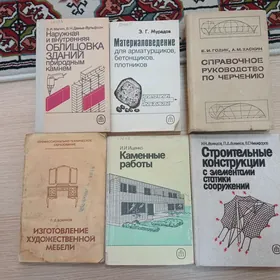 Наружная
и внутренняя
ОБЛИЦОВКА
ЗДАНИЙ
природным
камнем
Э. Г. Мурадов
Материаловедение
для арматурщиков,
бетонщиков,
плотников
СПРАВОЧНОЕ
РУКОВОДСТВО
ПО ЧЕРЧЕНИЮ
ИЗГОТОВЛЕНИЕ
ХУДОЖЕСТВЕННОЙ
МЕБЕЛИ
И.И. Ищенко
Каменные
работы
Строительные
конструкции
с элементами
статики
сооружений